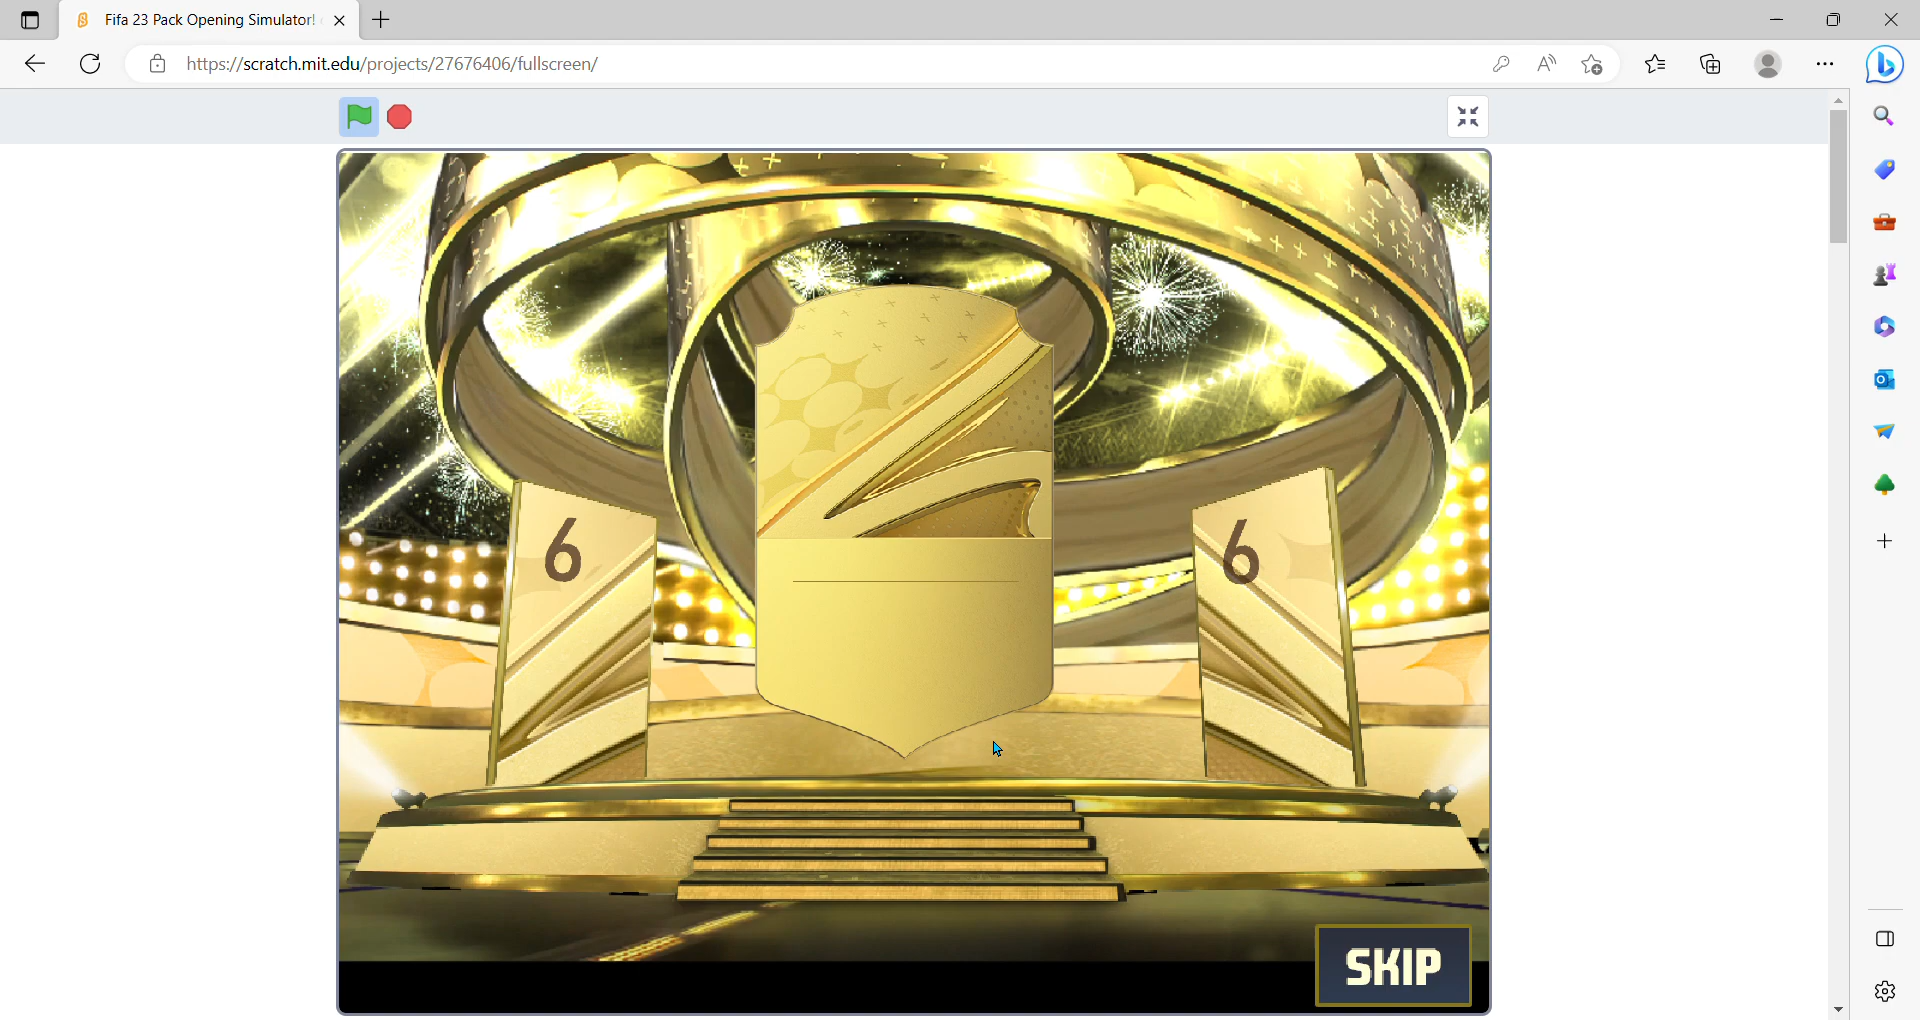 Fifa 23 Pack Opening Simulator!
https://scratch.mit.edu/projects/27676406/fullscreen/
6
6
SKIP